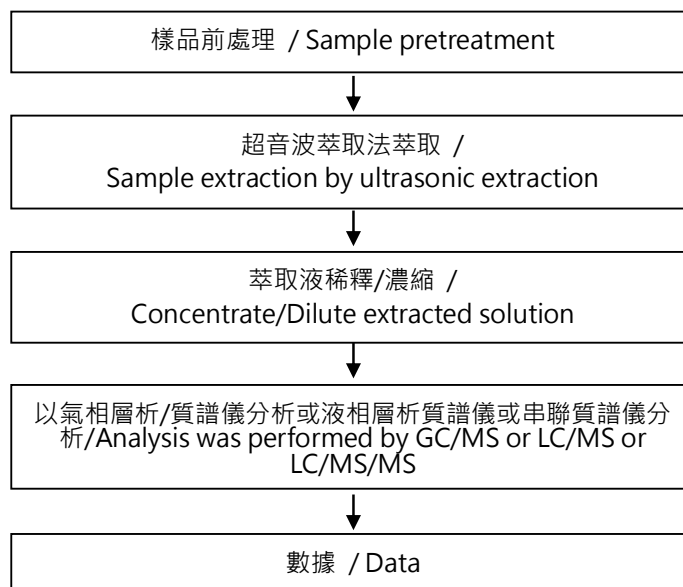 樣品前處理 / Sample pretreatment
超音波萃取法萃取 /
Sample extraction by ultrasonic extraction
萃取液稀釋/濃縮 /
Concentrate/Dilute extracted solution
以氣相層析/質譜儀分析或液相層析質譜儀或串聯質譜儀分
析/Analysis was performed by GC/MS or LC/MS or
LC/MS/MS
數據 / Data